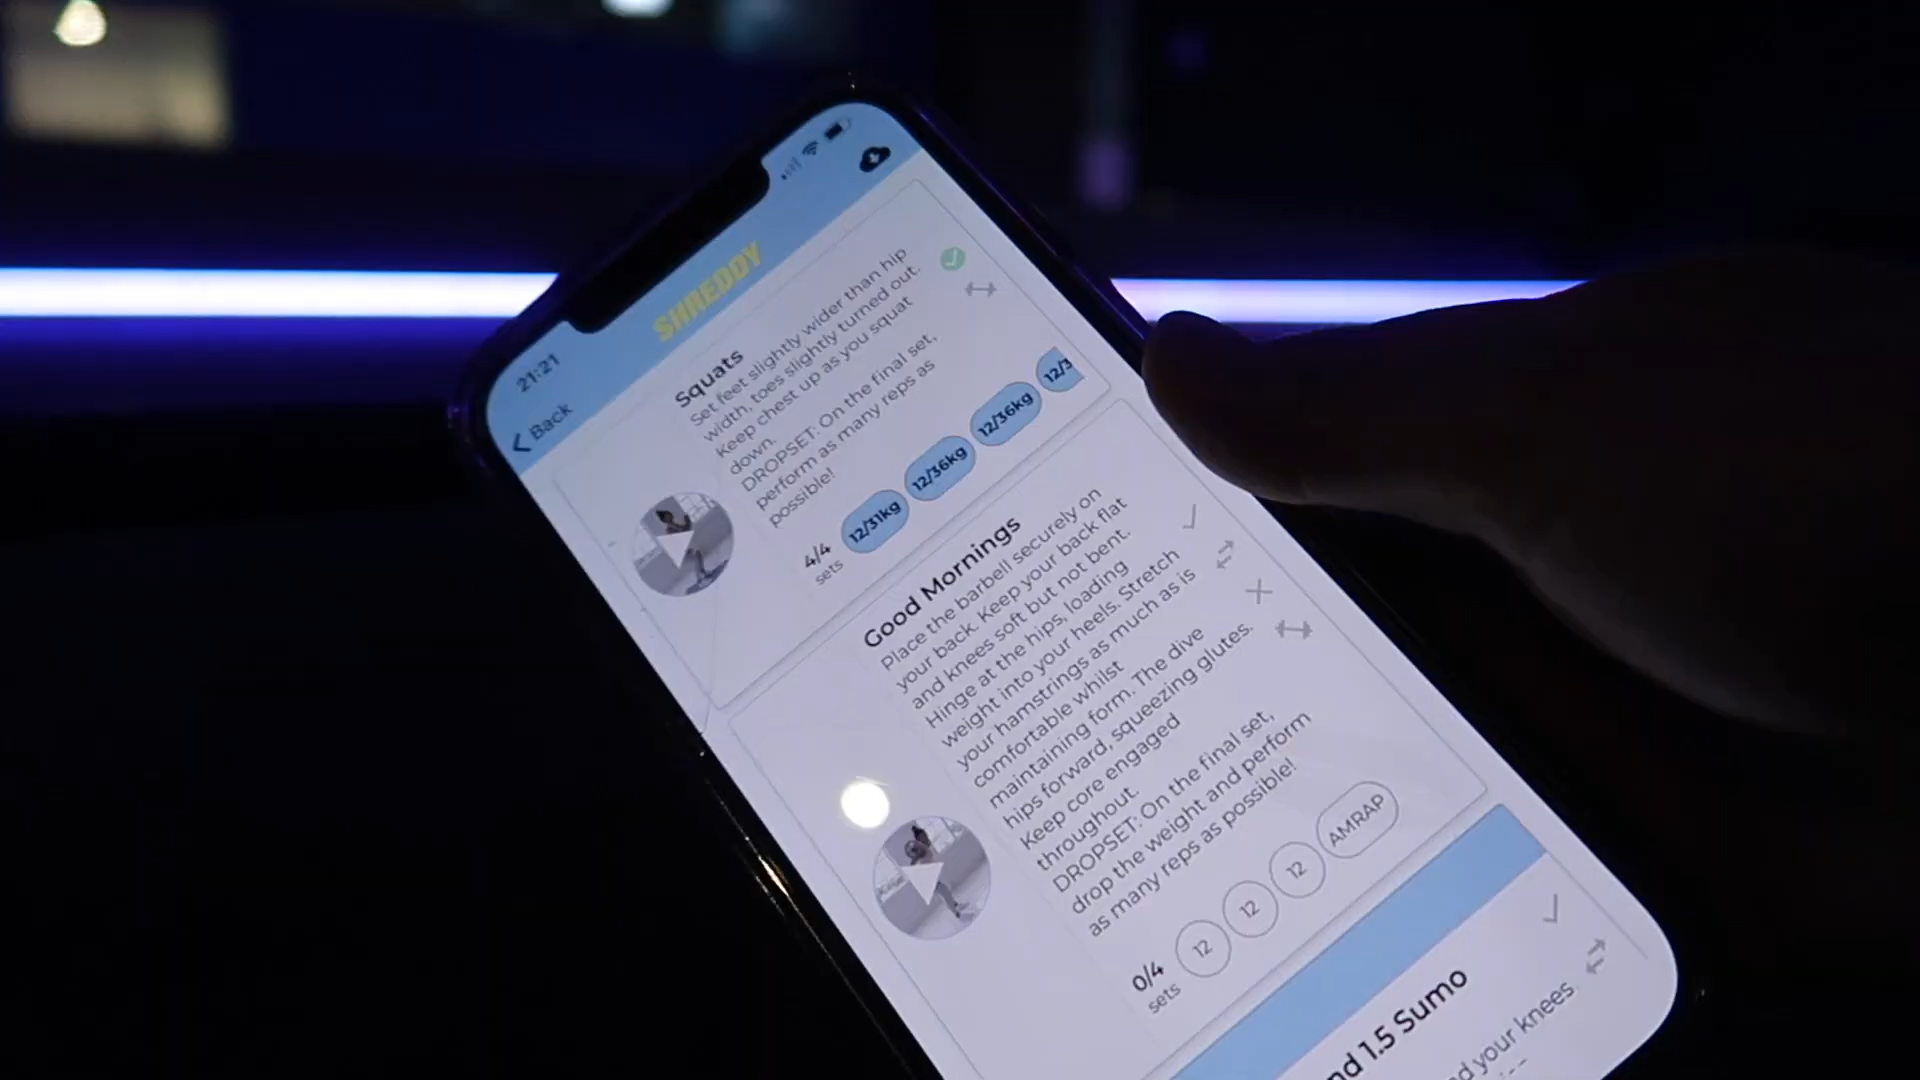 21:21
Back
SHREDDY
Squats
Set feet slightly wider than hip
width, toes slightly turned out.
Keep chest up as you squat
down.
DROPSET: On the final set,
perform as many reps as
possible!
4/4
sets
12/31kg
12/36kg
12/36kg
12/3
Good Mornings
Place the barbell securely on
your back. Keep your back flat
and knees soft but not bent.
Hinge at the hips, loading
weight into your heels. Stretch
your hamstrings as much as is
comfortable whilst
maintaining form. The dive
hips forward, squeezing glutes.
Keep core engaged
throughout.
DROPSET: On the final set,
drop the weight and perform
as many reps as possible!
0/4
sets
12
12
12
AMRAP
nd 1.5 Sumo
d your knees